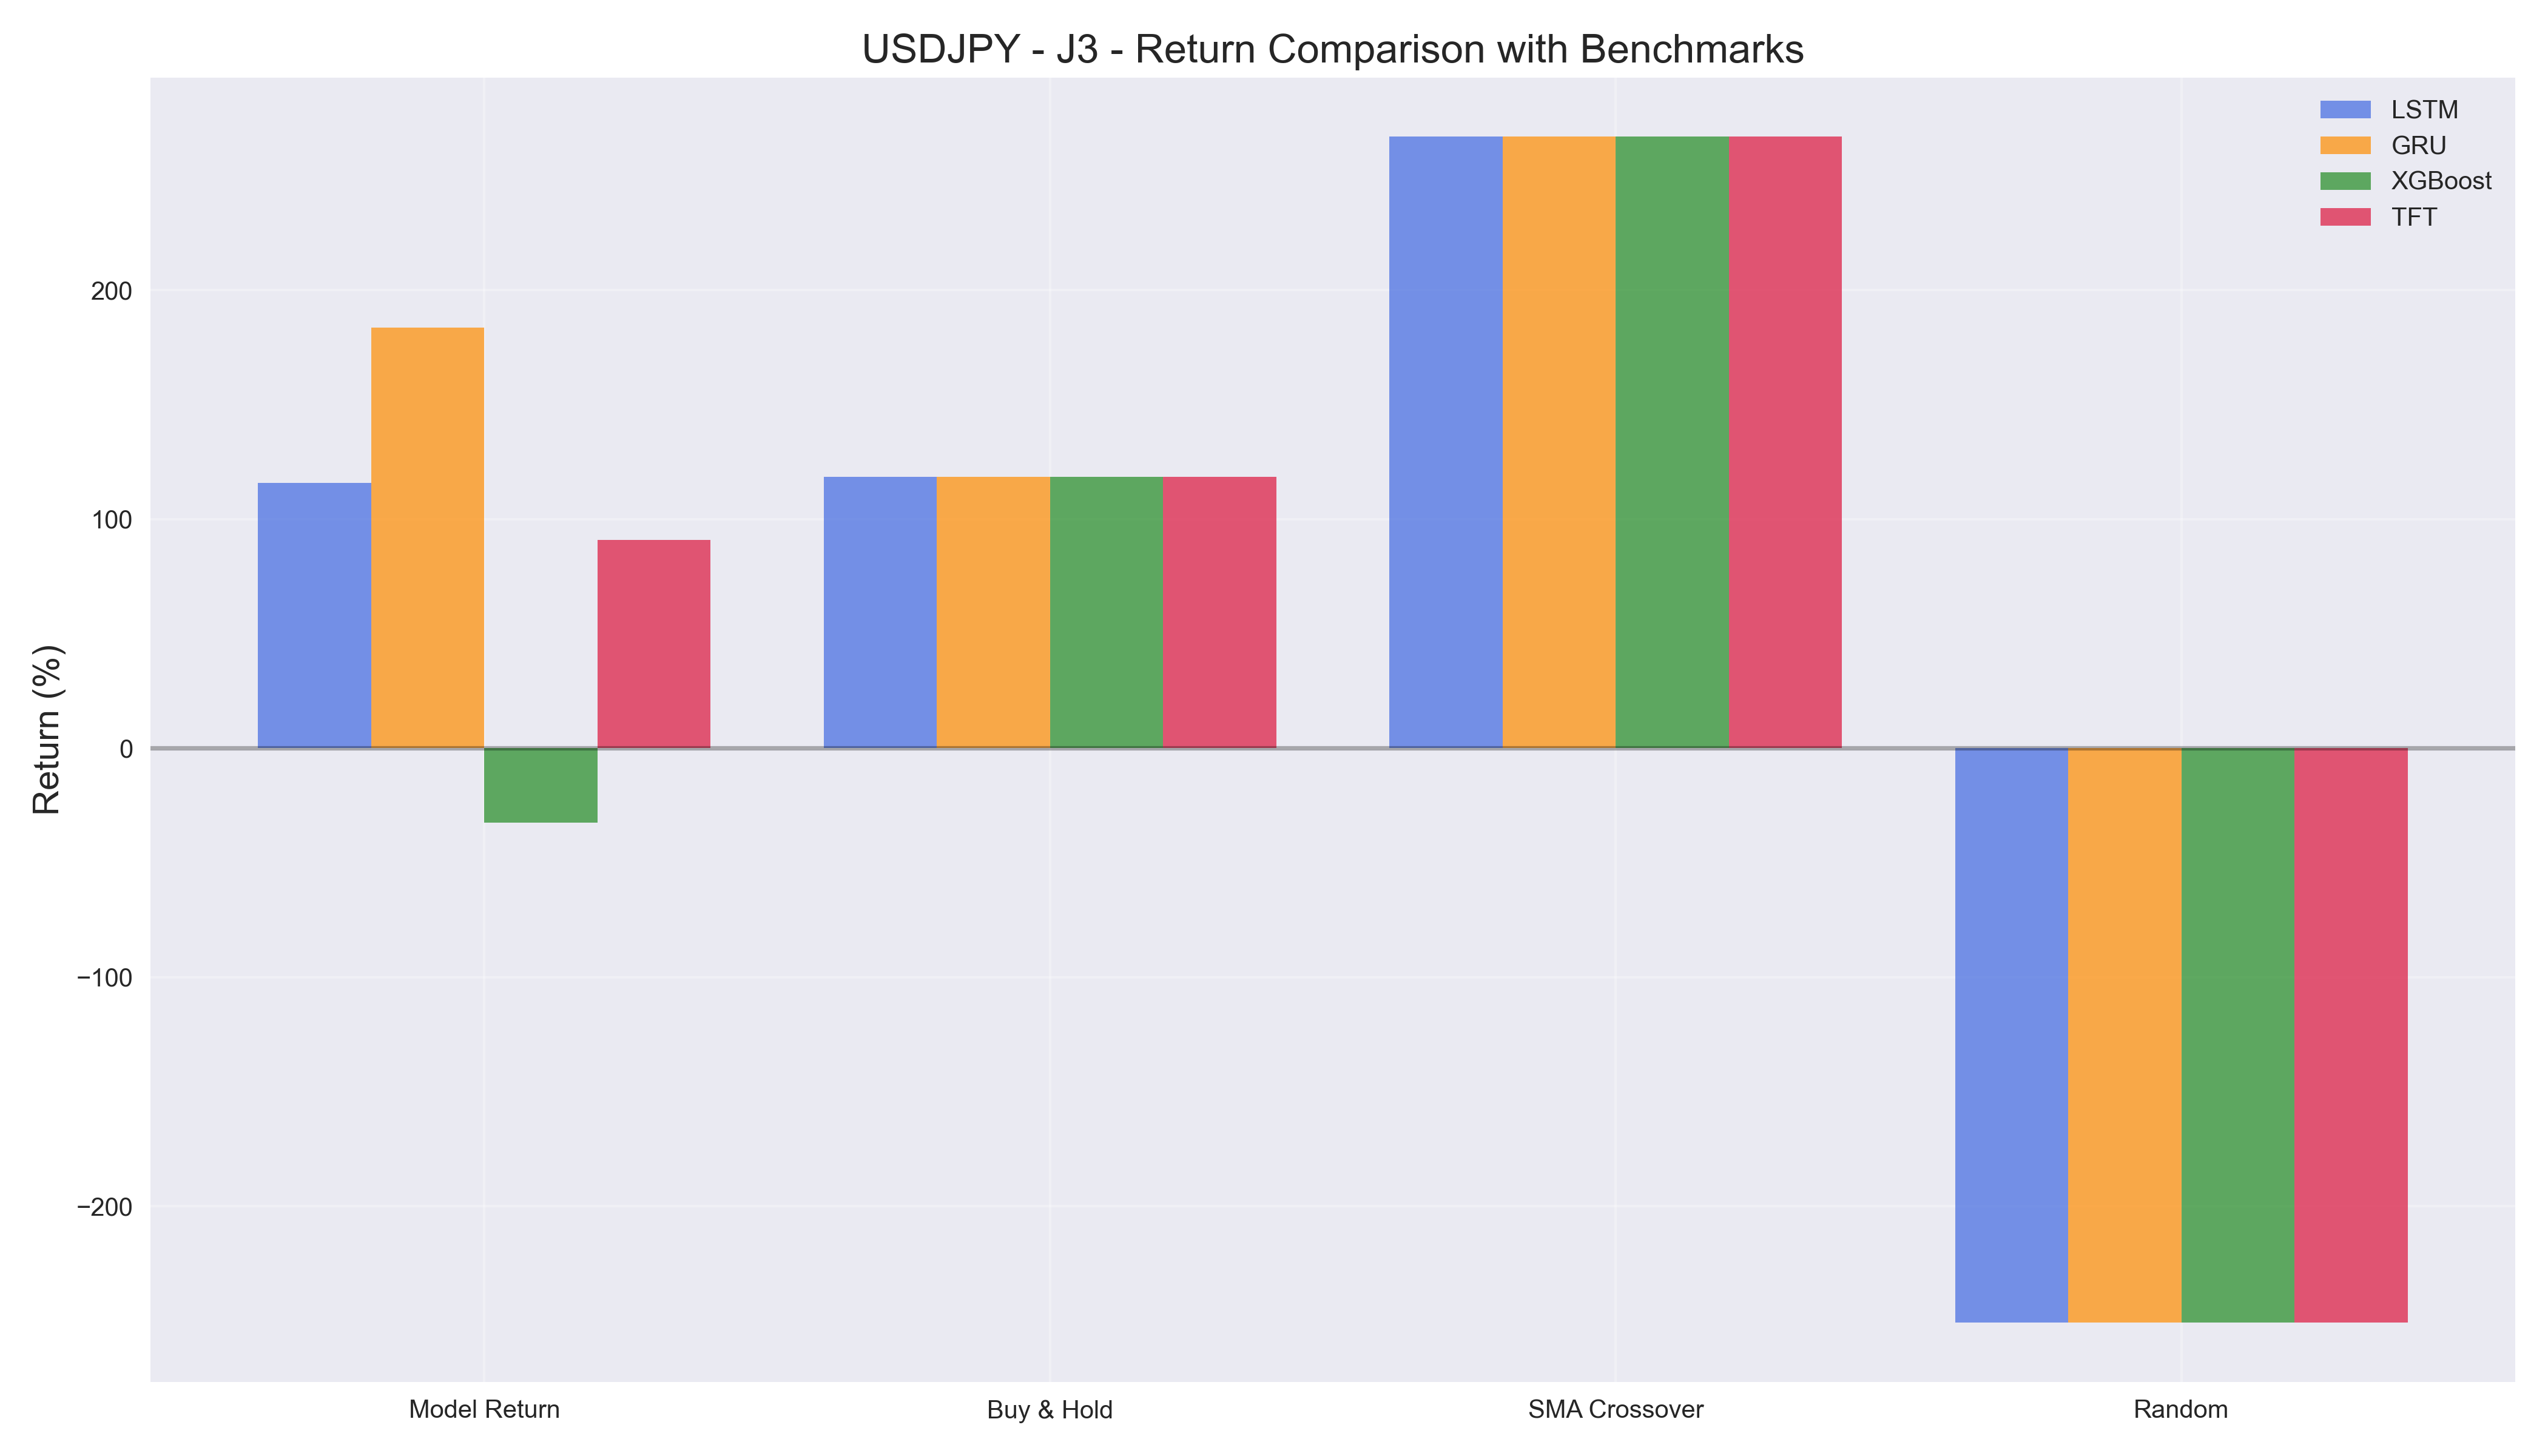 USDJPY - J3 - Return Comparison with Benchmarks
LSTM
GRU
XGBoost
TFT
Return (%)
200
100
0
−100
−200
Model Return
Buy & Hold
SMA Crossover
Random